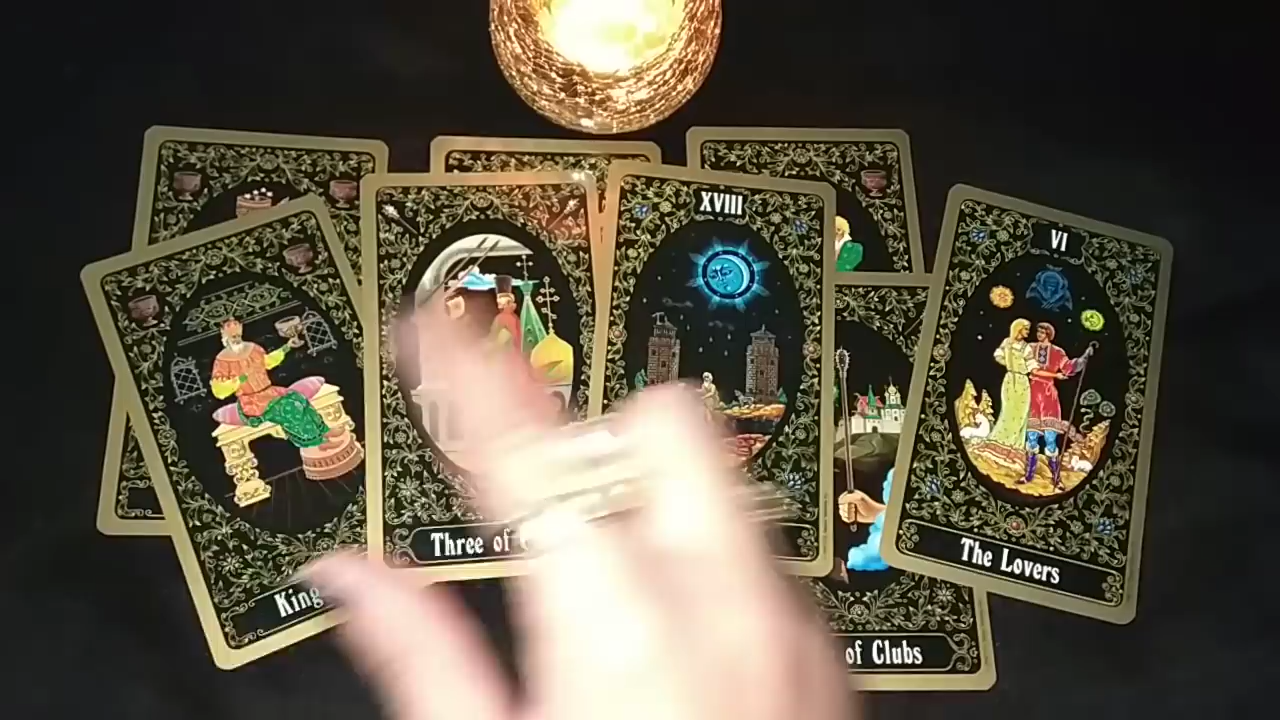 XVIII
VI
Three of
The Lovers
King
of Clubs